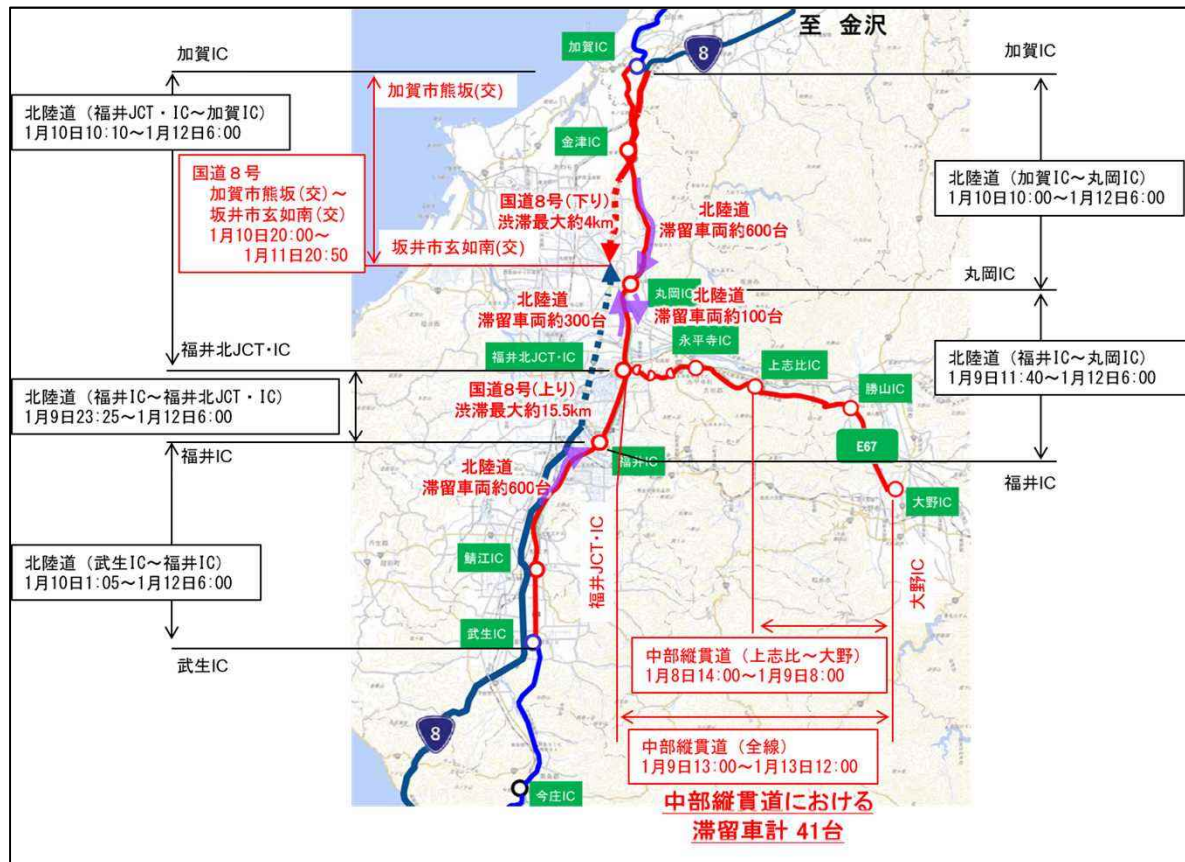 至 金沢
8
加賀IC
加賀IC
加賀IC
加賀市熊坂(交)
北陸道（福井JCT・IC～加賀IC）
1月10日10:10～1月12日6:00
国道８号
加賀市熊坂(交)～
坂井市玄如南(交)
1月10日20:00～
1月11日20:50
金津IC
国道8号(下り)
渋滞最大約4km
北陸道
滞留車両約600台
北陸道（加賀IC～丸岡IC）
1月10日10:00～1月12日6:00
坂井市玄如南(交)
丸岡IC
丸岡IC
北陸道
滞留車両約300台
北陸道
滞留車両約100台
福井北JCT・IC
福井北JCT・IC
永平寺IC
上志比IC
勝山IC
E67
大野IC
北陸道（福井IC～丸岡IC）
1月9日11:40～1月12日6:00
北陸道（福井IC～福井北JCT・IC）
1月9日23:25～1月12日6:00
国道8号(上り)
渋滞最大約15.5km
福井IC
福井IC
福井IC
北陸道
滞留車両約600台
北陸道（武生IC～福井IC）
1月10日1:05～1月12日6:00
鯖江IC
福井JCT・IC
大野IC
武生IC
武生IC
中部縦貫道（上志比～大野）
1月8日14:00～1月9日8:00
8
中部縦貫道（全線）
1月9日13:00～1月13日12:00
今庄IC
中部縦貫道における
滞留車計 41台